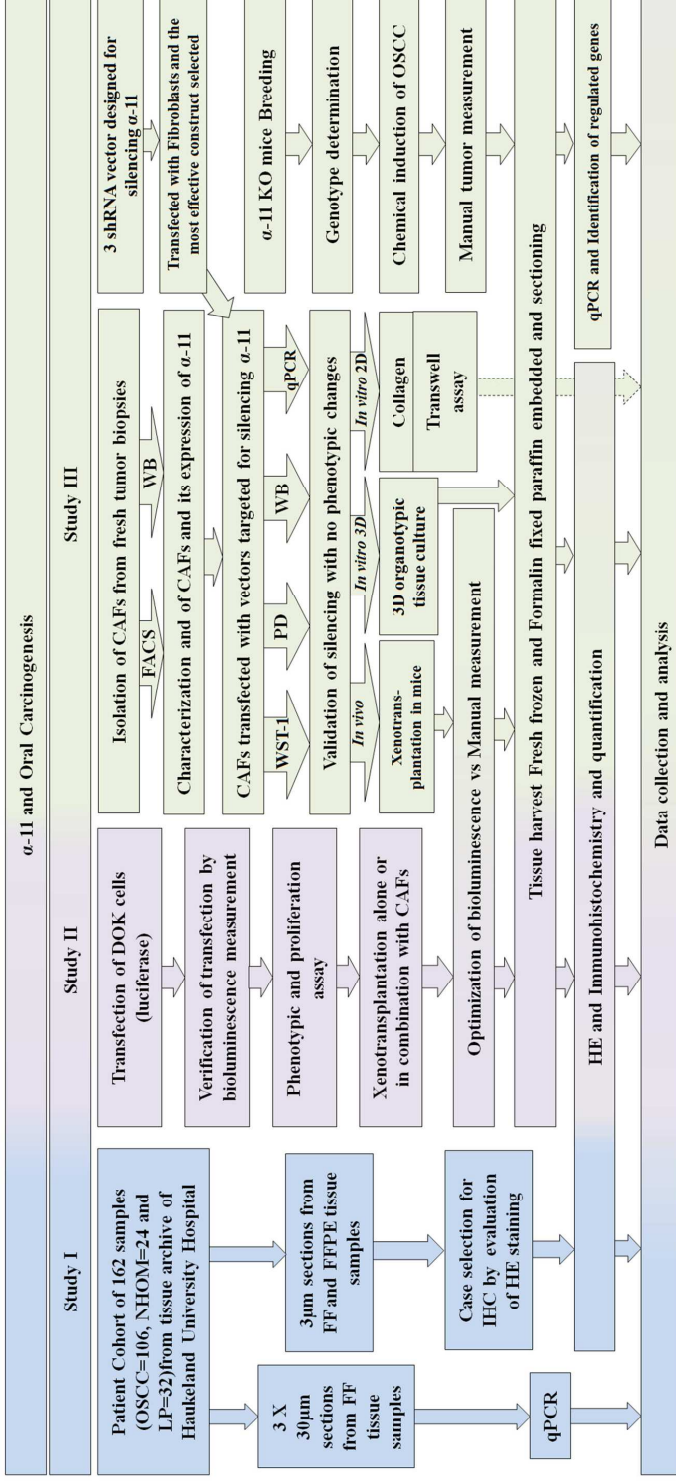 α-11 and Oral Carcinogenesis
Study I
Study II
Study III
Patient Cohort of 162 samples
(OSCC=106, NHOM=24 and
LP=32)from tissue archive of
Haukeland University Hospital
3 X
30µm
sections
from FF
tissue
samples
qPCR
3µm sections from
FF and FFPE tissue
samples
Case selection for
IHC by evaluation
of HE staining
Transfection of DOK cells
(luciferase)
Verification of transfection by
bioluminescence measurement
Phenotypic and proliferation
assay
Xenotransplantation alone or
in combination with CAFs
Isolation of CAFs from fresh tumor biopsies
FACS
WB
Characterization and of CAFs and its expression of α-11
CAFs transfected with vectors targeted for silencing α-11
WST-1
PD
WB
qPCR
Validation of silencing with no phenotypic changes
In vivo
In vitro 3D
In vitro 2D
Xenotrans-
plantation in mice
3D organotypic
tissue culture
Collagen
Transwell
assay
3 shRNA vector designed for
silencing α-11
Transfected with Fibroblasts and the
most effective construct selected
α-11 KO mice Breeding
Genotype determination
Chemical induction of OSCC
Manual tumor measurement
Optimization of bioluminescence vs Manual measurement
Tissue harvest Fresh frozen and Formalin fixed paraffin embedded and sectioning
HE and Immunohistochemistry and quantification
qPCR and Identification of regulated genes
Data collection and analysis